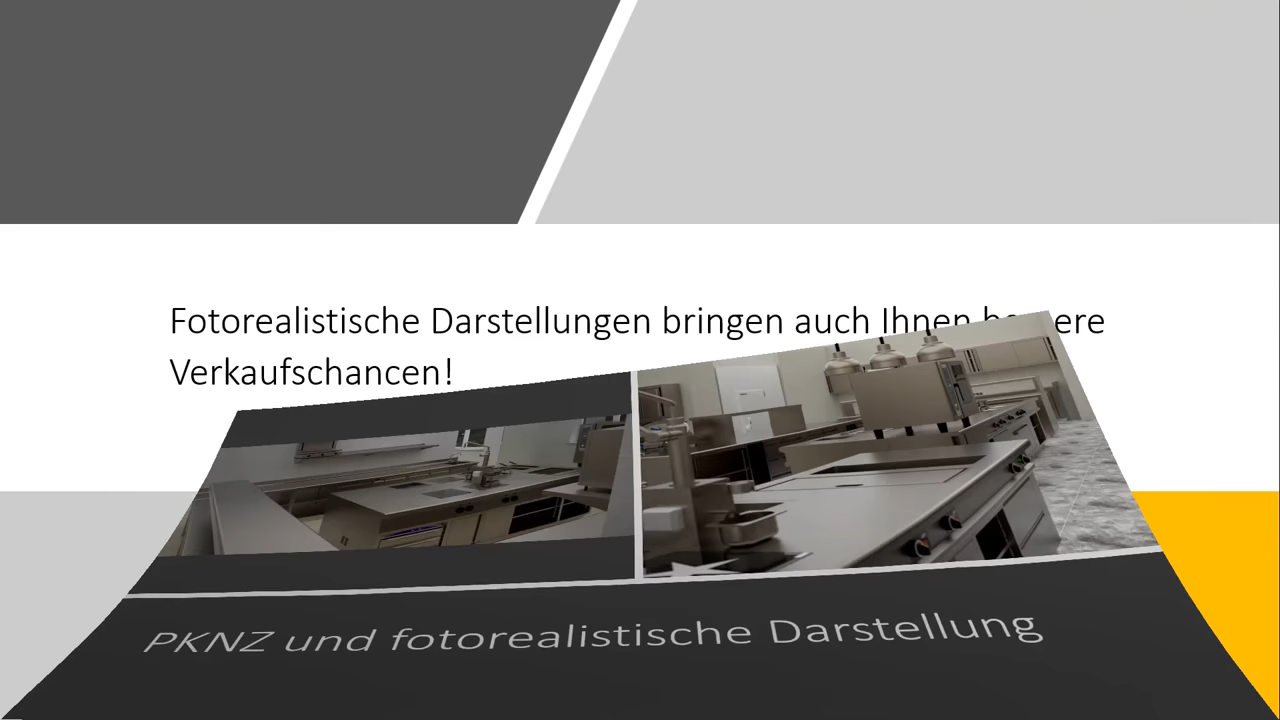 Fotorealistische Darstellungen bringen auch Ihnen
Verkaufschancen!
PKNZ und fotorealistische Darstellung